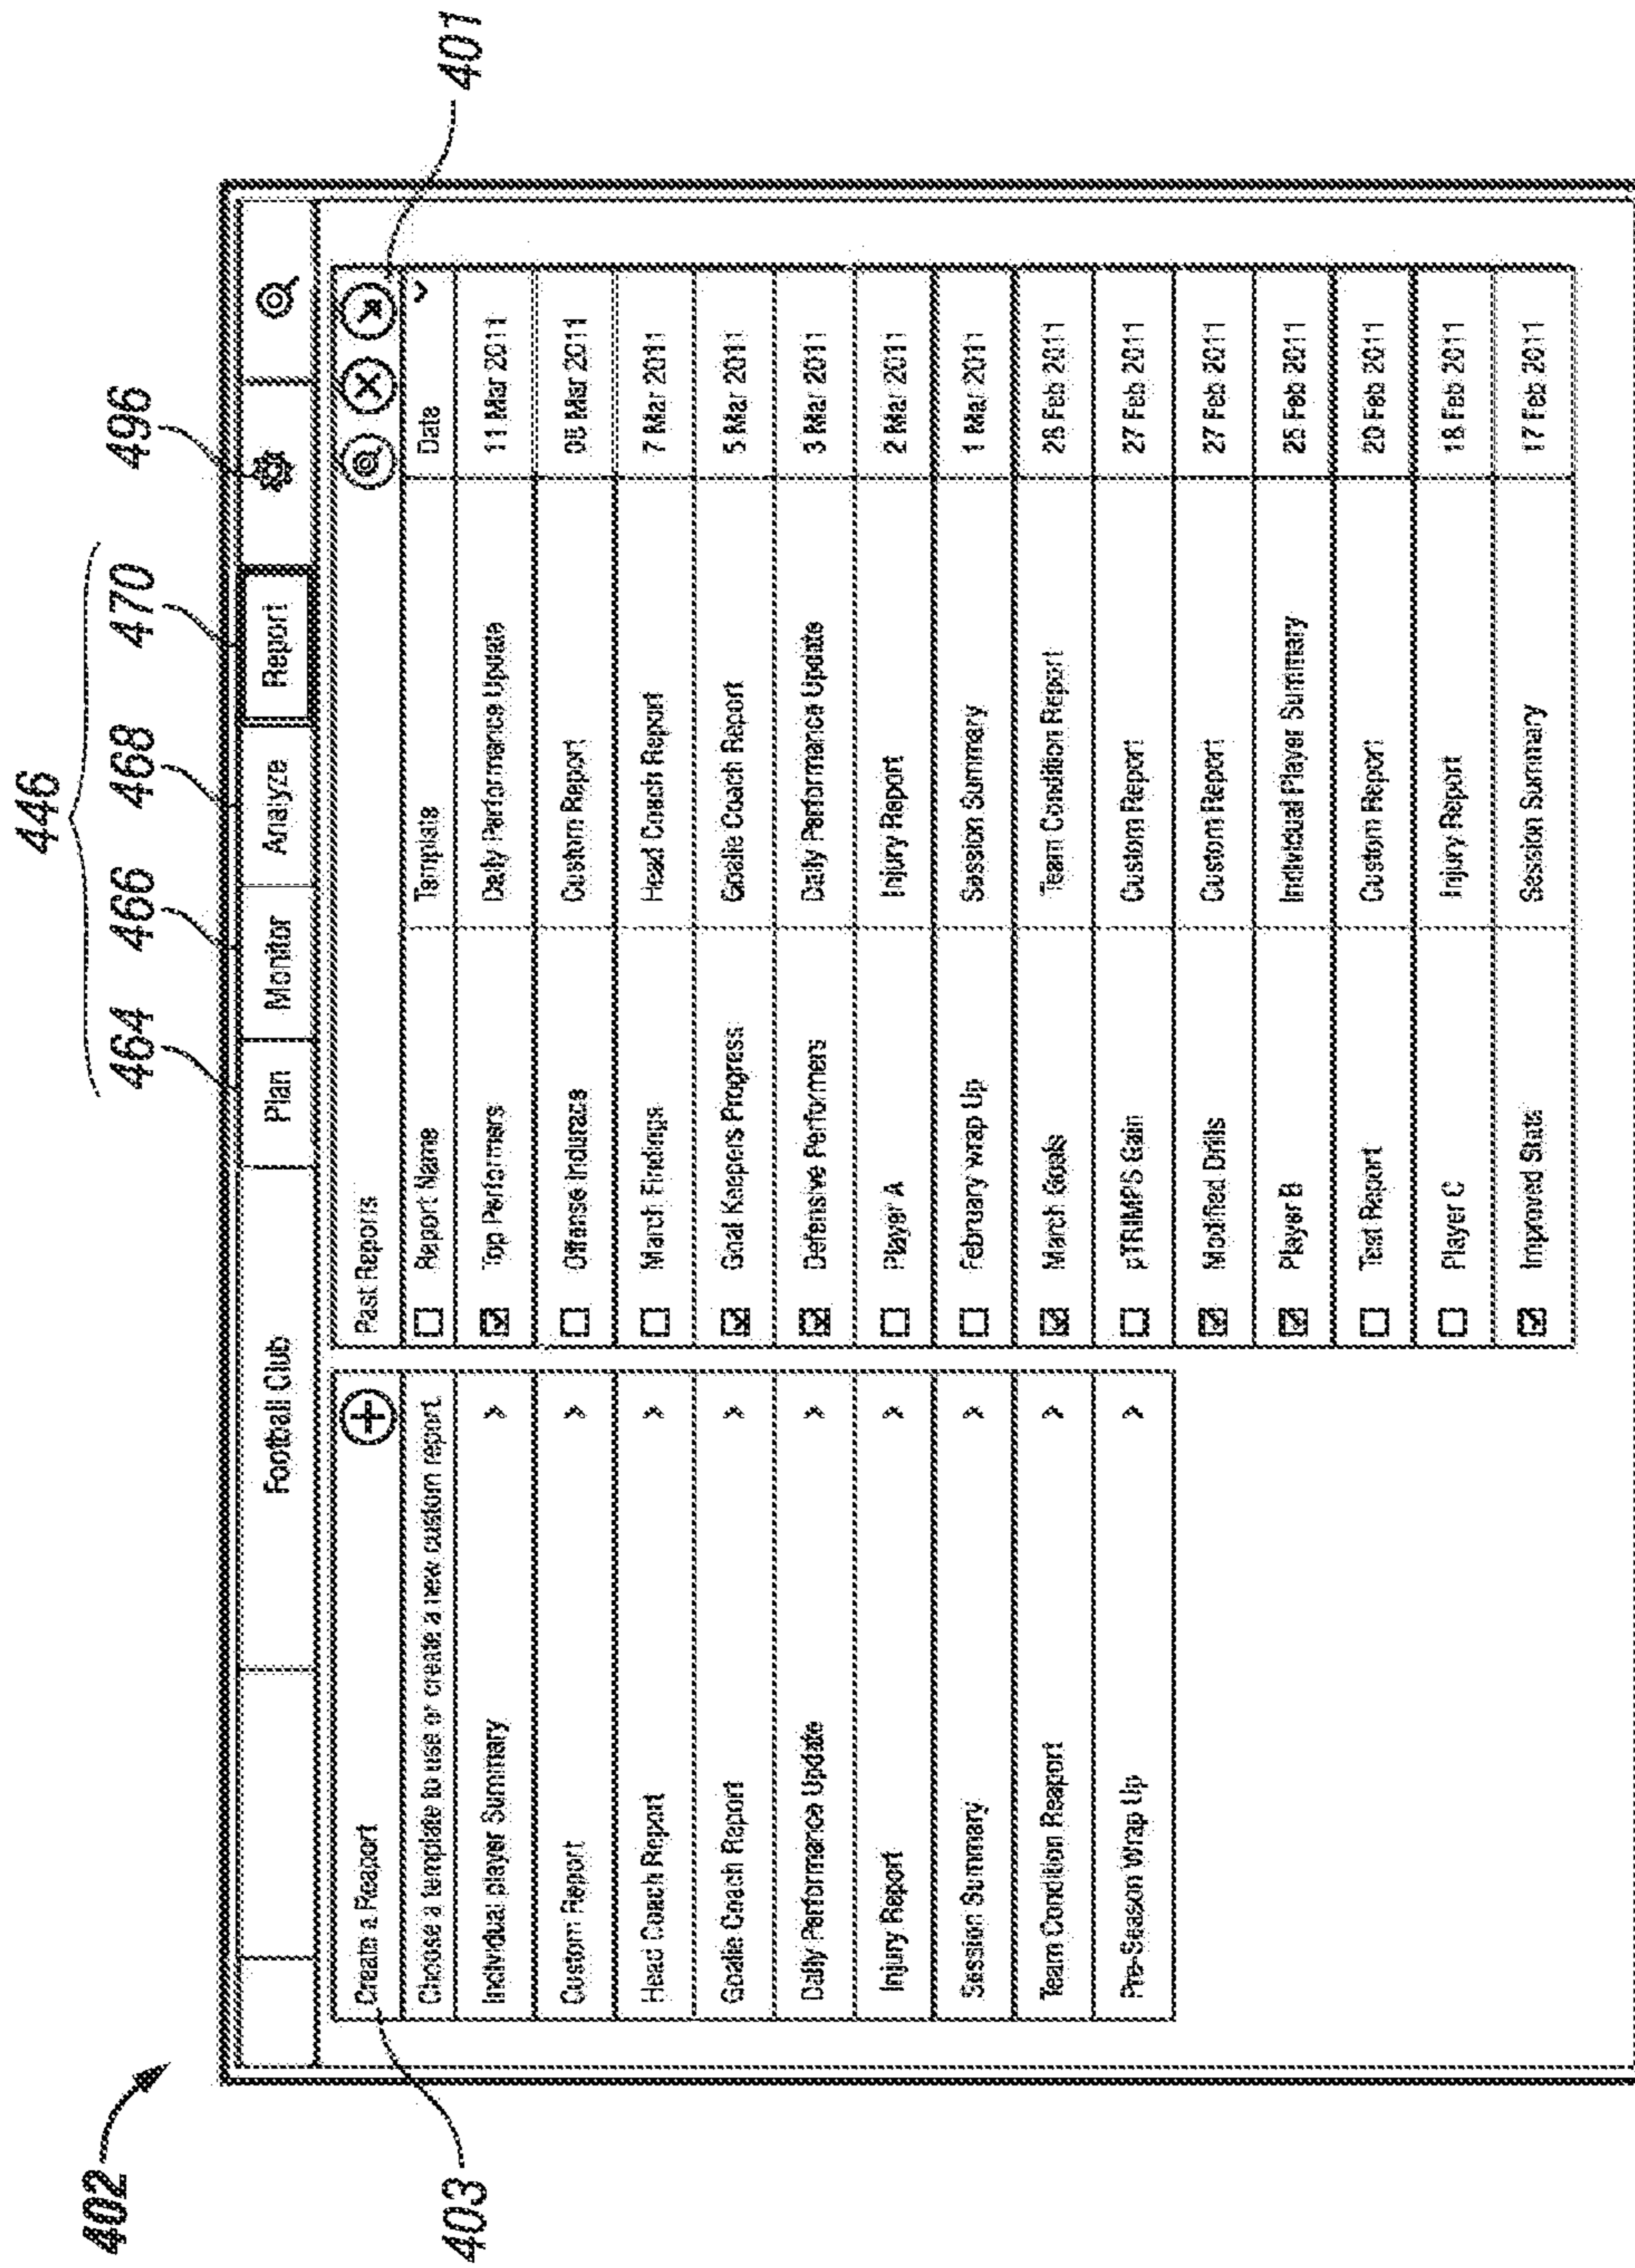 446
464 466 468 470 496
402
401
403
Football Club Plan Monitor Analyze Report
Create a Reaport
Choose a template to use or create a new custom report.
Individual player Summary
Custom Report
Head Coach Report
Goalie Coach Report
Daily Performance Update
Injury Report
Session Summary
Team Condition Reaport
Pre-Season Wrap Up
Past Reports
Report Name Template Date
Top Performers Daily Performance Update 11 Mar 2011
Offense Indurace Custom Report Mar 2011
March Findings Head Coach Report 7 Mar 2011
Goal Keepers Progress Goalie Coach Report 5 Mar 2011
Defensive Performers Daily Performance Update 3 Mar 2011
Player A Injury Report 2 Mar 2011
February wrap Up Session Summary 1 Mar 2011
March Goals Team Condition Report 28 Feb 2011
pTRIMPS Gain Custom Report 27 Feb 2011
Modified Drills Custom Report 27 Feb 2011
Player B Individual Player Summary 25 Feb 2011
Test Report Custom Report 20 Feb 2011
Player C Injury Report 18 Feb 2011
Improved Stats Session Summary 17 Feb 2011